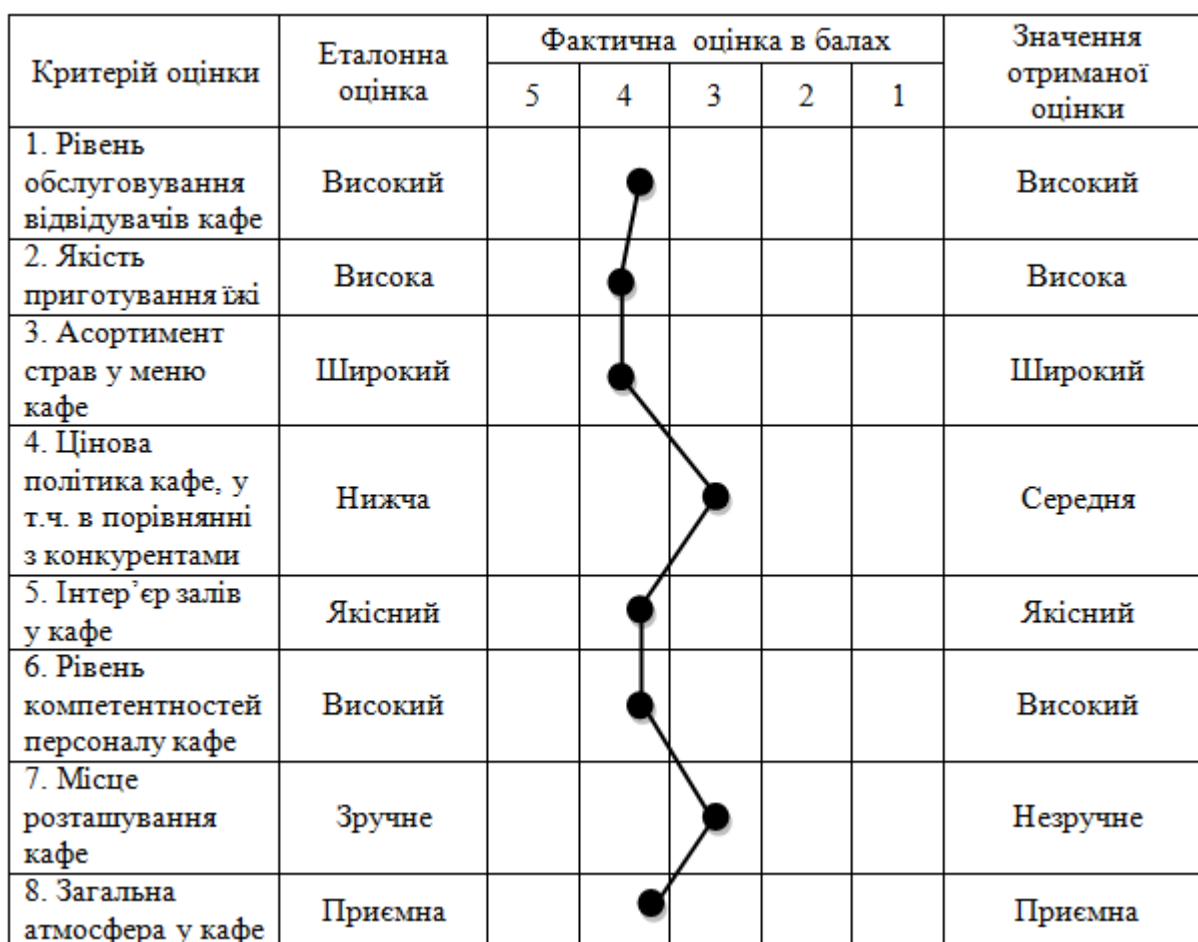 Критерій оцінки
Еталонна
оцінка
Фактична оцінка в балах
5 4 3 2 1
Значення
отриманої
оцінки
1. Рівень
обслуговування
відвідувачів кафе
Високий
Високий
2. Якість
приготування їжі
Висока
Висока
3. Асортимент
страв у меню
кафе
Широкий
Широкий
4. Цінова
політика кафе, у
т.ч. в порівнянні
з конкурентами
Нижча
Середня
5. Інтер’єр залів
у кафе
Якісний
Якісний
6. Рівень
компетентностей
персоналу кафе
Високий
Високий
7. Місце
розташування
кафе
Зручне
Незручне
8. Загальна
атмосфера у кафе
Приємна
Приємна